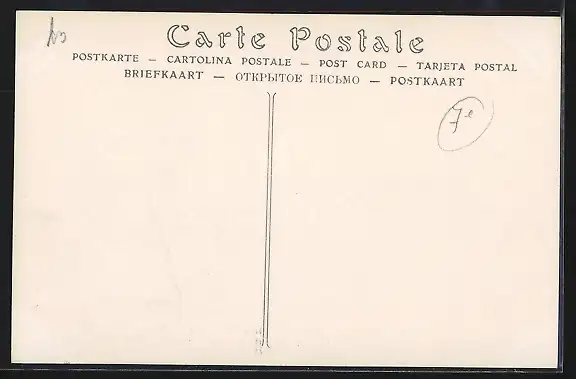 Carte Postale
POSTKARTE — CARTOLINA POSTALE — POST CARD — TARJETA POSTAL
BRIEFKAART — ОТКРЫТОЕ ПИСЬМО — POSTKAART
7e